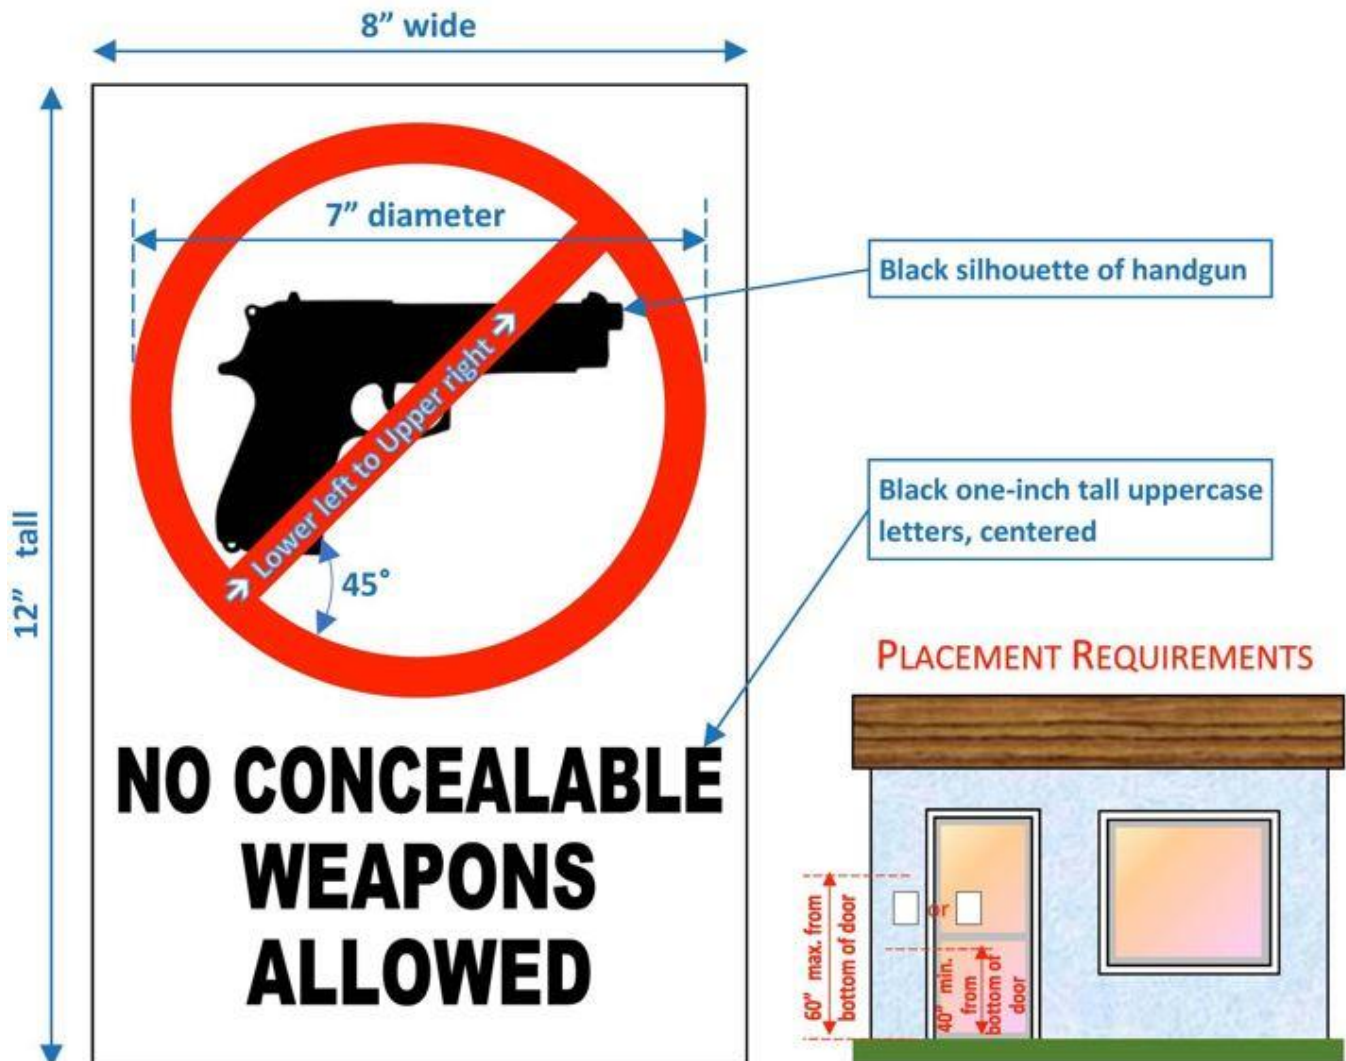 8” wide
12” tall
7” diameter
Black silhouette of handgun
→ Lower left to Upper right →
45°
Black one-inch tall uppercase
letters, centered
NO CONCEALABLE
WEAPONS
ALLOWED
PLACEMENT REQUIREMENTS
or
60” max. from
bottom of door
40” min.
from
bottom of
door